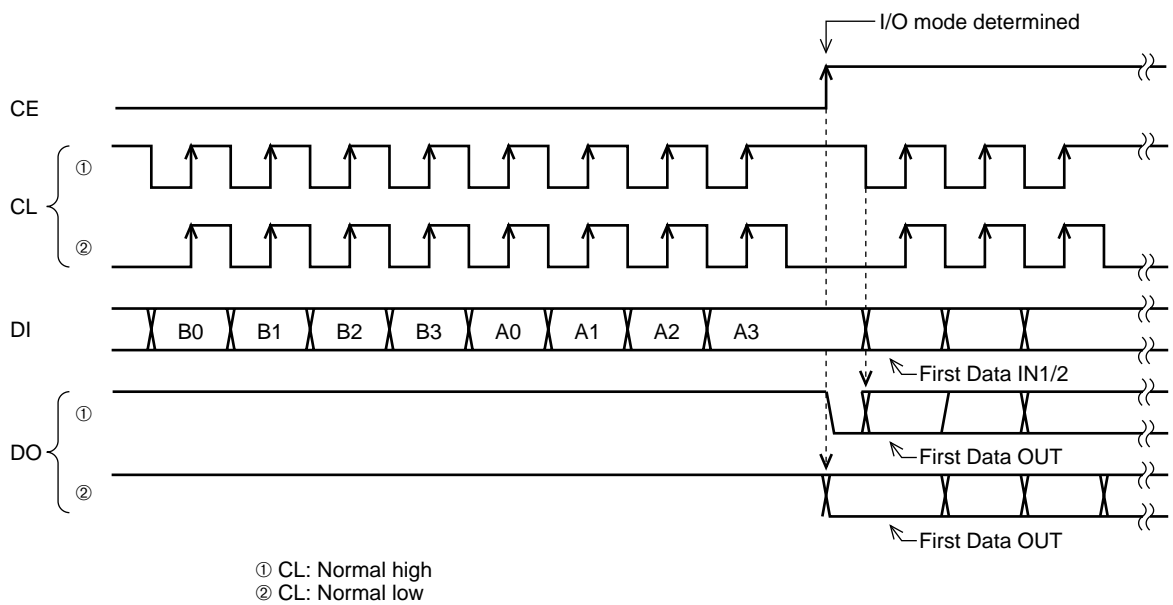 I/O mode determined
CE
①
CL
②
DI B0 B1 B2 B3 A0 A1 A2 A3
First Data IN1/2
①
DO
First Data OUT
②
First Data OUT
① CL: Normal high
② CL: Normal low